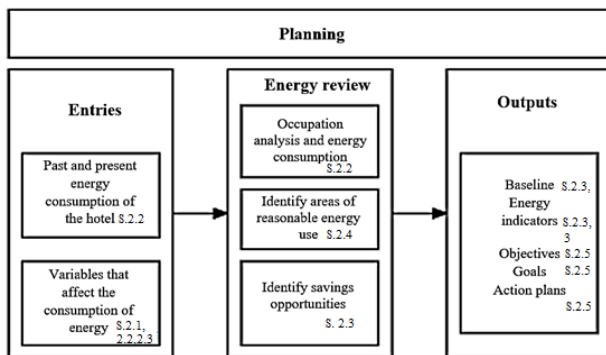 Planning
Entries
Past and present
energy
consumption of
the hotel S.2.2
Variables that
affect the
consumption of
energy S.2.1,
2.2.2.3
Energy review
Occupation
analysis and energy
consumption
S.2.2
Identify areas of
reasonable energy
use S.2.4
Identify savings
opportunities
S. 2.3
Outputs
Baseline S.2.3,
Energy
indicators S.2.3,
3
Objectives S.2.5
Goals S.2.5
Action plans
S.2.5